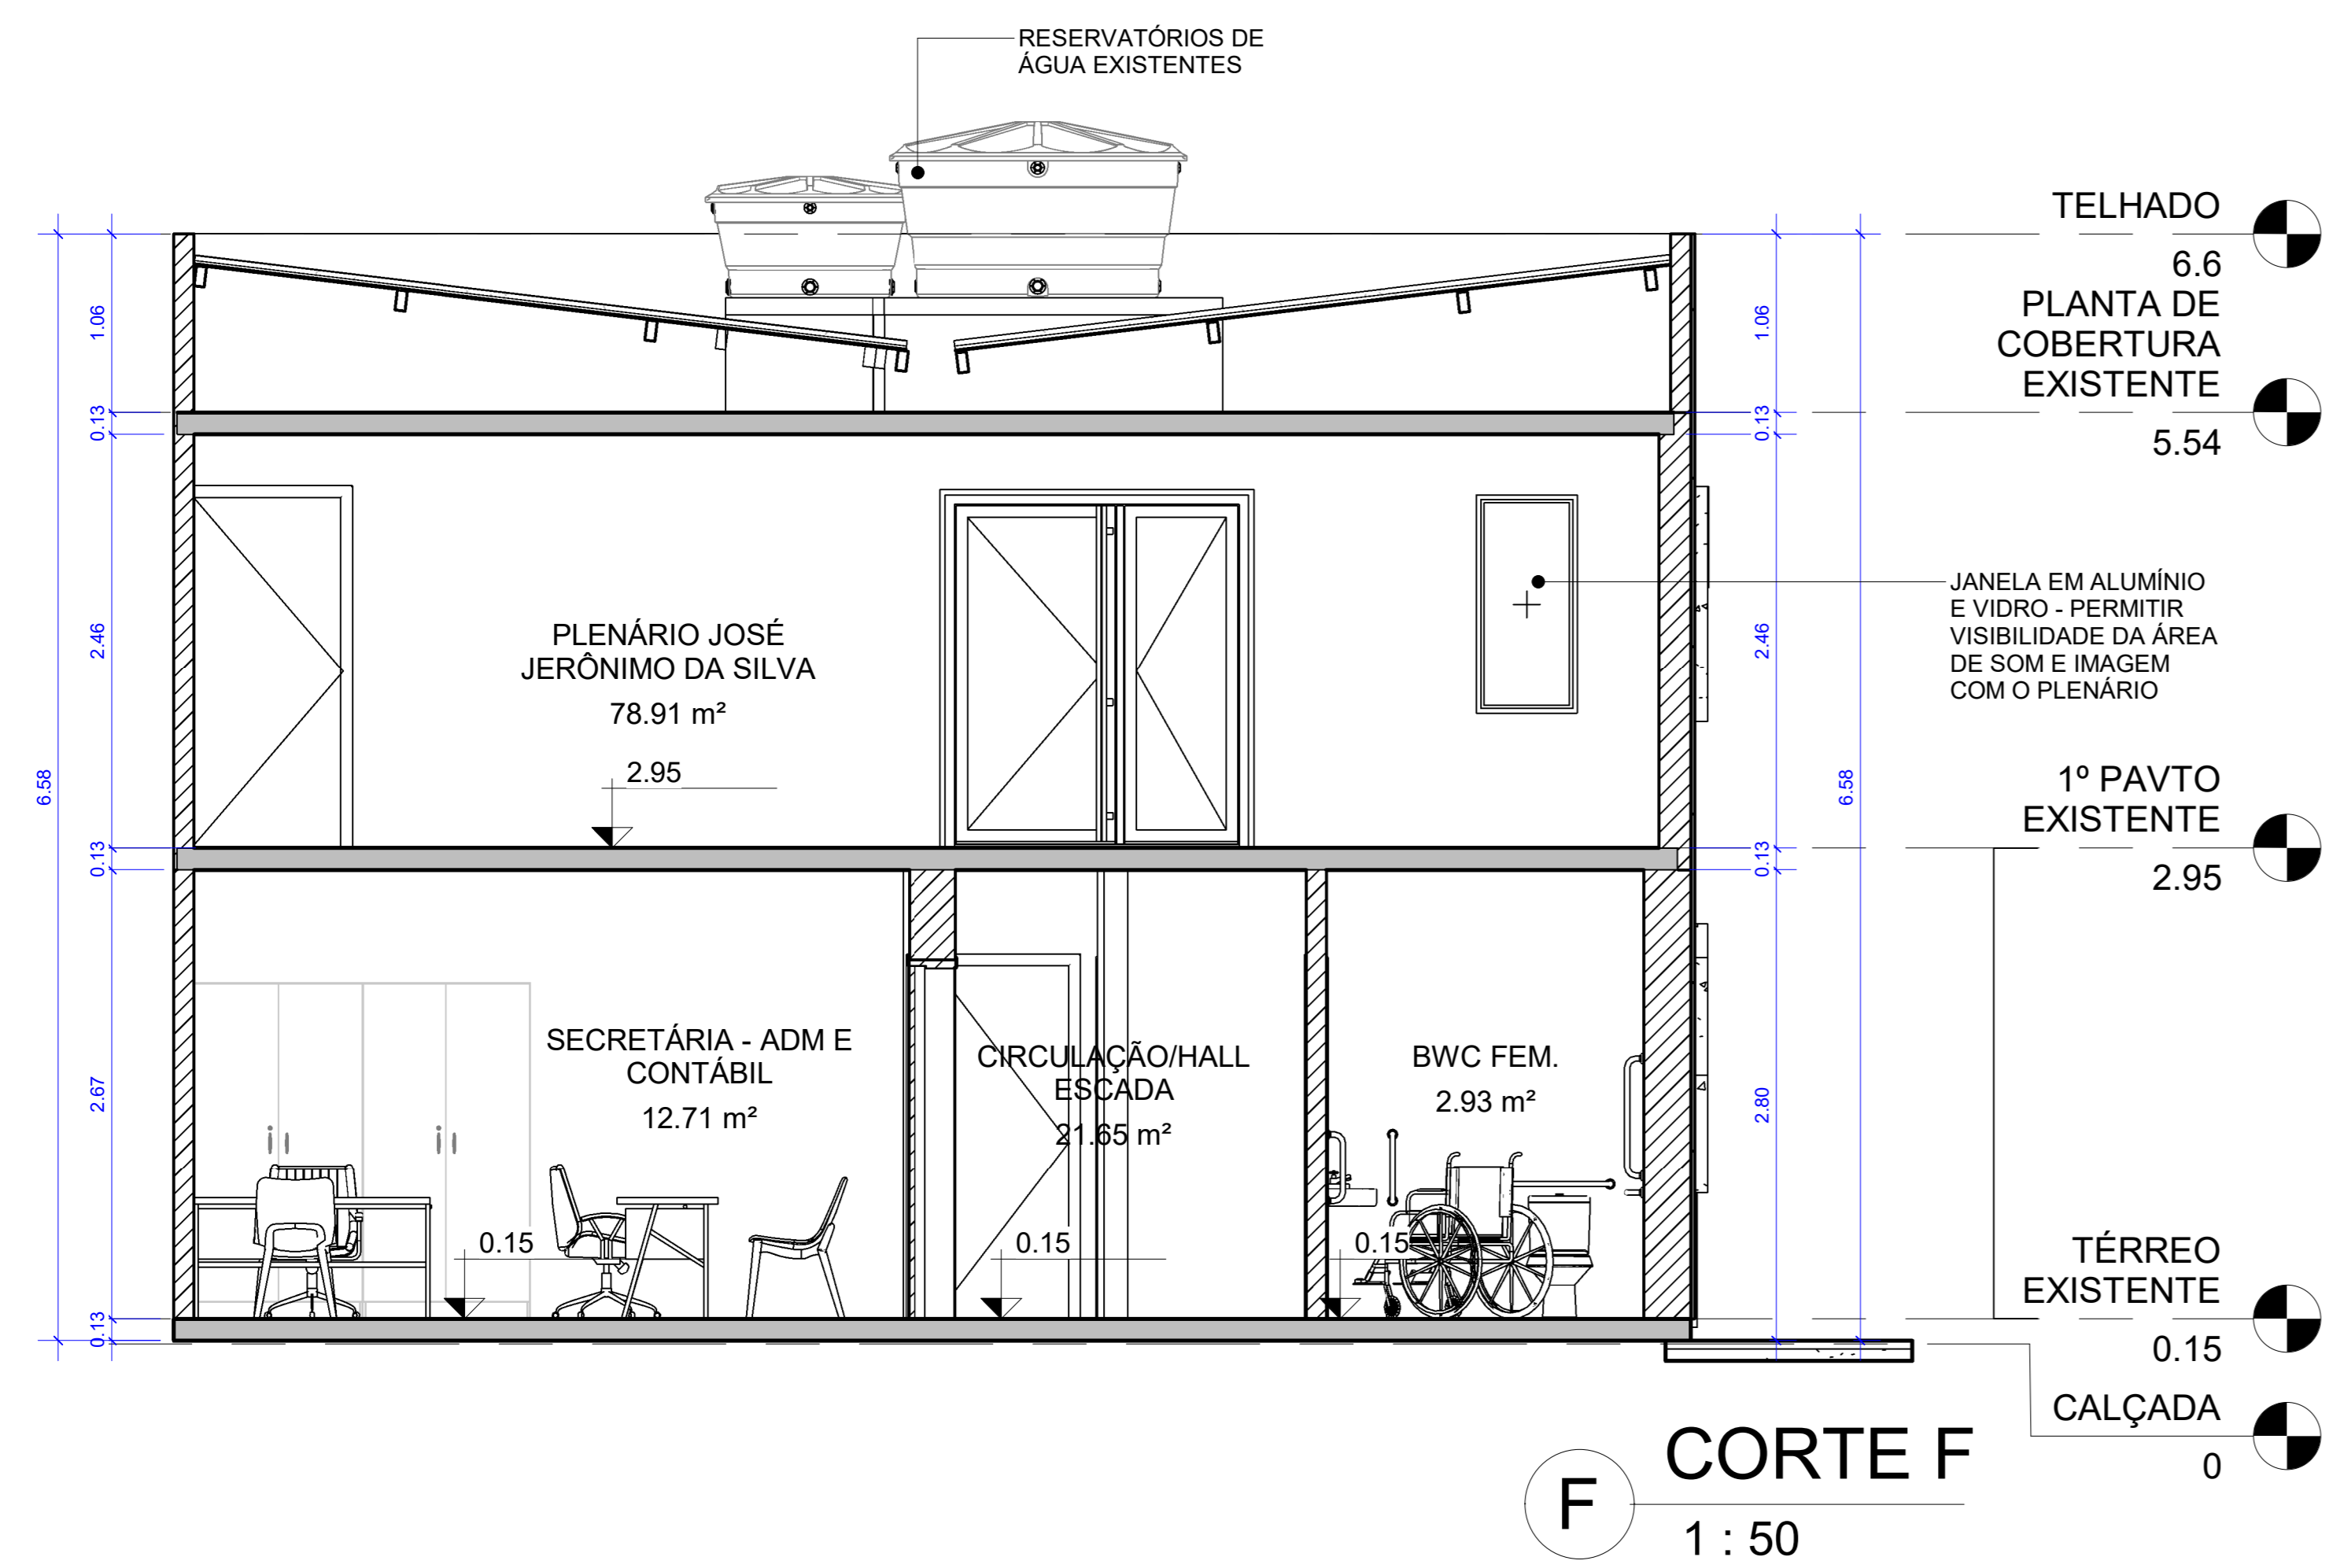 RESERVATÓRIOS DE
ÁGUA EXISTENTES
TELHADO
6.6
PLANTA DE
COBERTURA
EXISTENTE
5.54
1.06
0.13
2.46
0.13
2.67
0.13
6.58
1.06
0.13
2.46
0.13
2.80
6.58
PLENÁRIO JOSÉ
JERÔNIMO DA SILVA
78.91 m²
2.95
JANELA EM ALUMÍNIO
E VIDRO - PERMITIR
VISIBILIDADE DA ÁREA
DE SOM E IMAGEM
COM O PLENÁRIO
1º PAVTO
EXISTENTE
2.95
SECRETÁRIA - ADM E
CONTÁBIL
12.71 m²
0.15
CIRCULAÇÃO/HALL
ESCADA
21.65 m²
0.15
BWC FEM.
2.93 m²
0.15
TÉRREO
EXISTENTE
0.15
CALÇADA
0
F
CORTE F
1 : 50